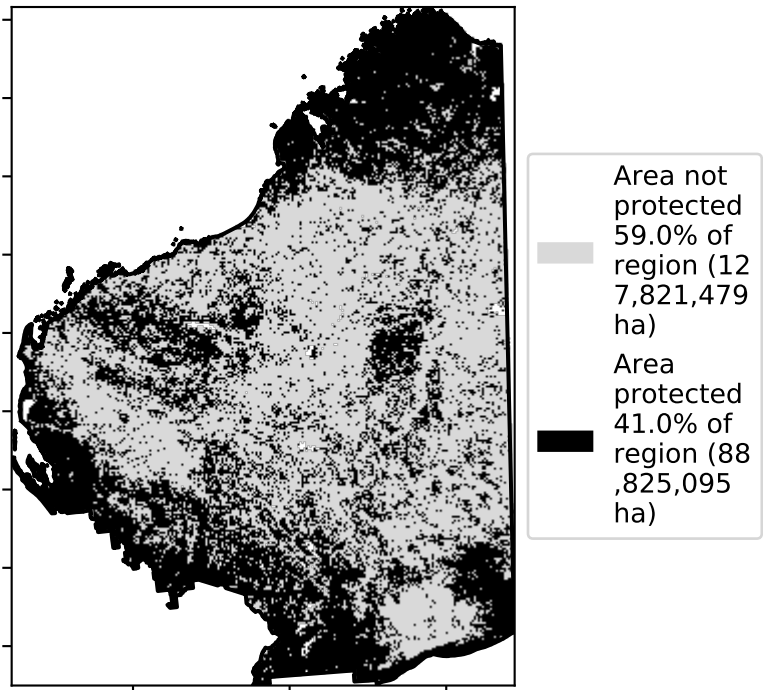 Area not
protected
59.0% of
region (12
7,821,479
ha)
Area
protected
41.0% of
region (88
,825,095
ha)